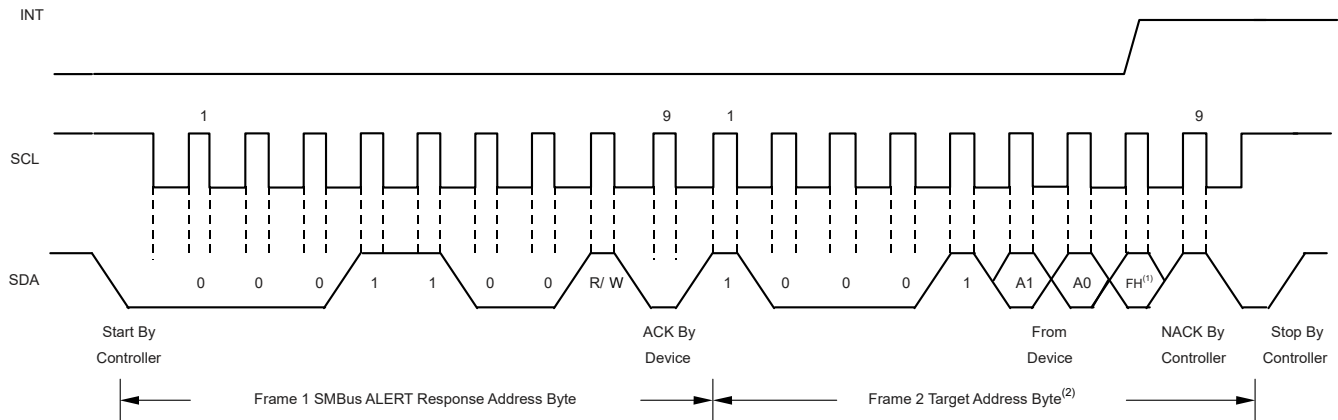 INT
1 9 1 9
SCL
SDA
0 0 0 1 1 0 0 R/ W 1 0 0 0 1 A1 A0 FH(1)
Start By
Controller
ACK By
Device
From
Device
NACK By
Controller
Stop By
Controller
Frame 1 SMBus ALERT Response Address Byte
Frame 2 Target Address Byte(2)